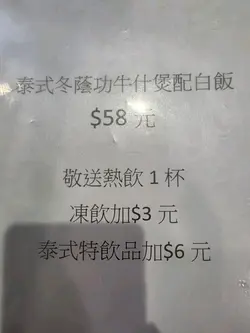 泰式冬蔭功牛什煲配白飯
$58 元
敬送熱飲 1 杯
凍飲加$3 元
泰式特飲品加$6 元